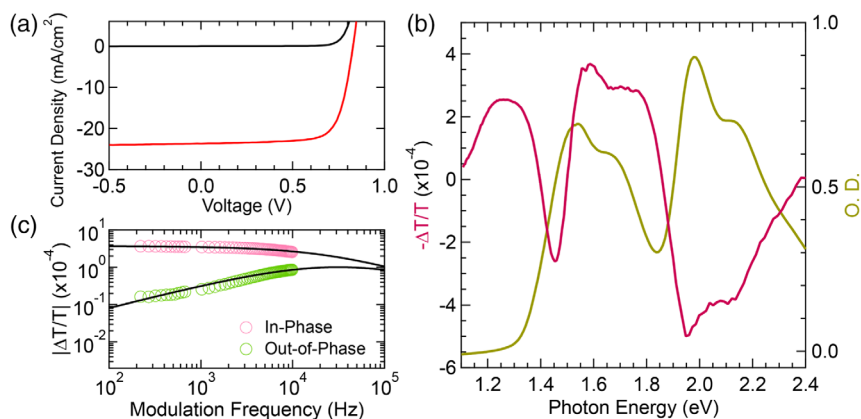 (a)
Current Density (mA/cm²)
0
-10
-20
-30
-0.5
0.0
0.5
1.0
Voltage (V)
(c)
|ΔT/T| (x10⁻⁴)
10¹
10⁰
10⁻¹
10⁻²
In-Phase
Out-of-Phase
10²
10³
10⁴
10⁵
Modulation Frequency (Hz)
(b)
-ΔT/T (x10⁻⁴)
4
2
0
-2
-4
-6
1.0
0.5
0.0
O. D.
1.2
1.4
1.6
1.8
2.0
2.2
2.4
Photon Energy (eV)